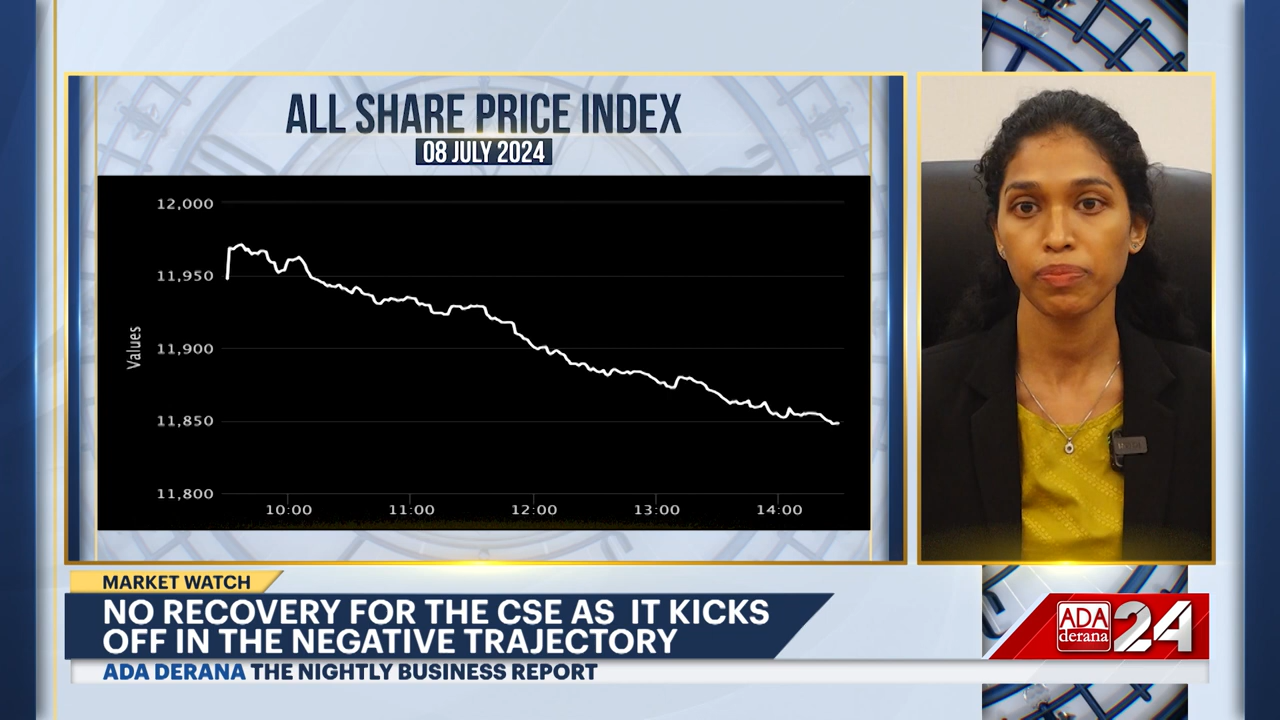 ALL SHARE PRICE INDEX
08 JULY 2024
12,000
11,950
11,900
11,850
11,800
Values
10:00 11:00 12:00 13:00 14:00
MARKET WATCH
NO RECOVERY FOR THE CSE AS IT KICKS
OFF IN THE NEGATIVE TRAJECTORY
ADA DERANA THE NIGHTLY BUSINESS REPORT
ADA
derana
24